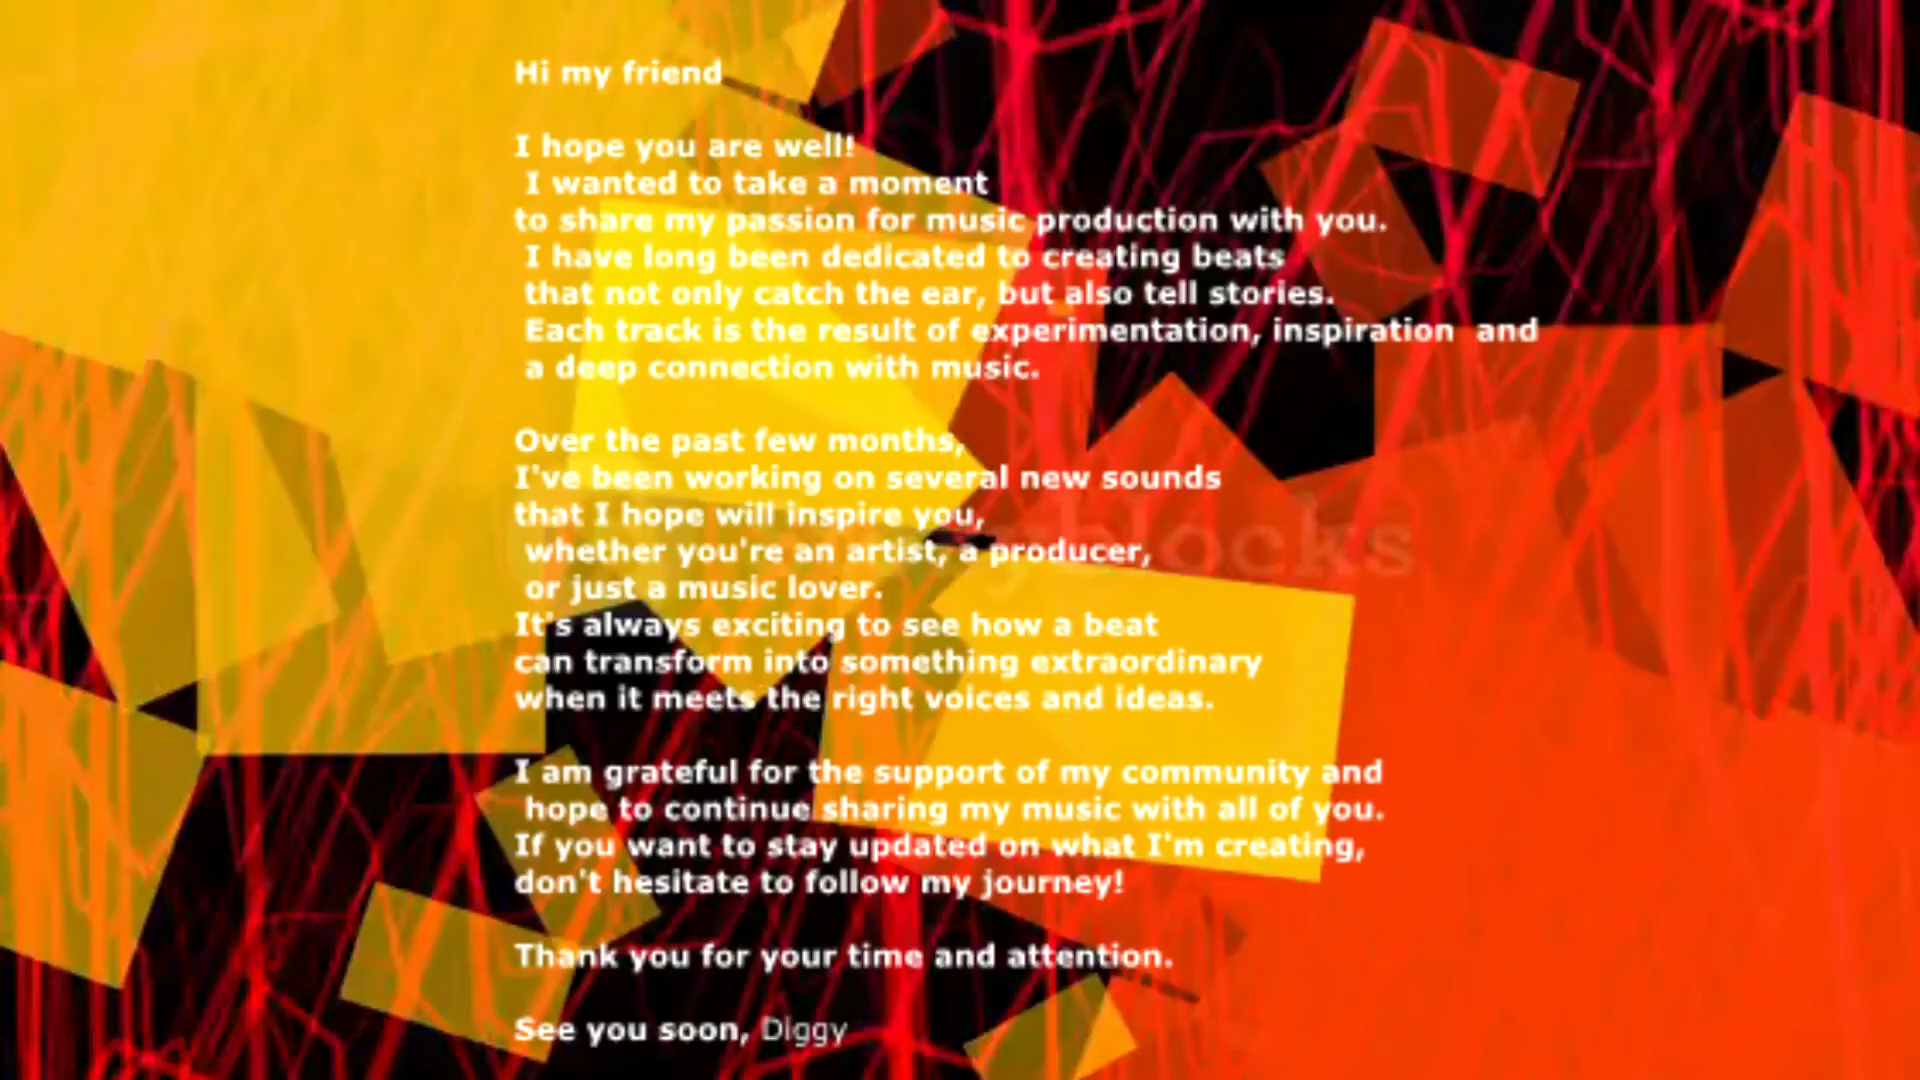 Hi my friend
I hope you are well!
I wanted to take a moment
to share my passion for music production with you.
I have long been dedicated to creating beats
that not only catch the ear, but also tell stories.
Each track is the result of experimentation, inspiration and
a deep connection with music.
Over the past few months,
I've been working on several new sounds
that I hope will inspire you,
whether you're an artist, a producer,
or just a music lover.
It's always exciting to see how a beat
can transform into something extraordinary
when it meets the right voices and ideas.
I am grateful for the support of my community and
hope to continue sharing my music with all of you.
If you want to stay updated on what I'm creating,
don't hesitate to follow my journey!
Thank you for your time and attention.
See you soon, Diggy